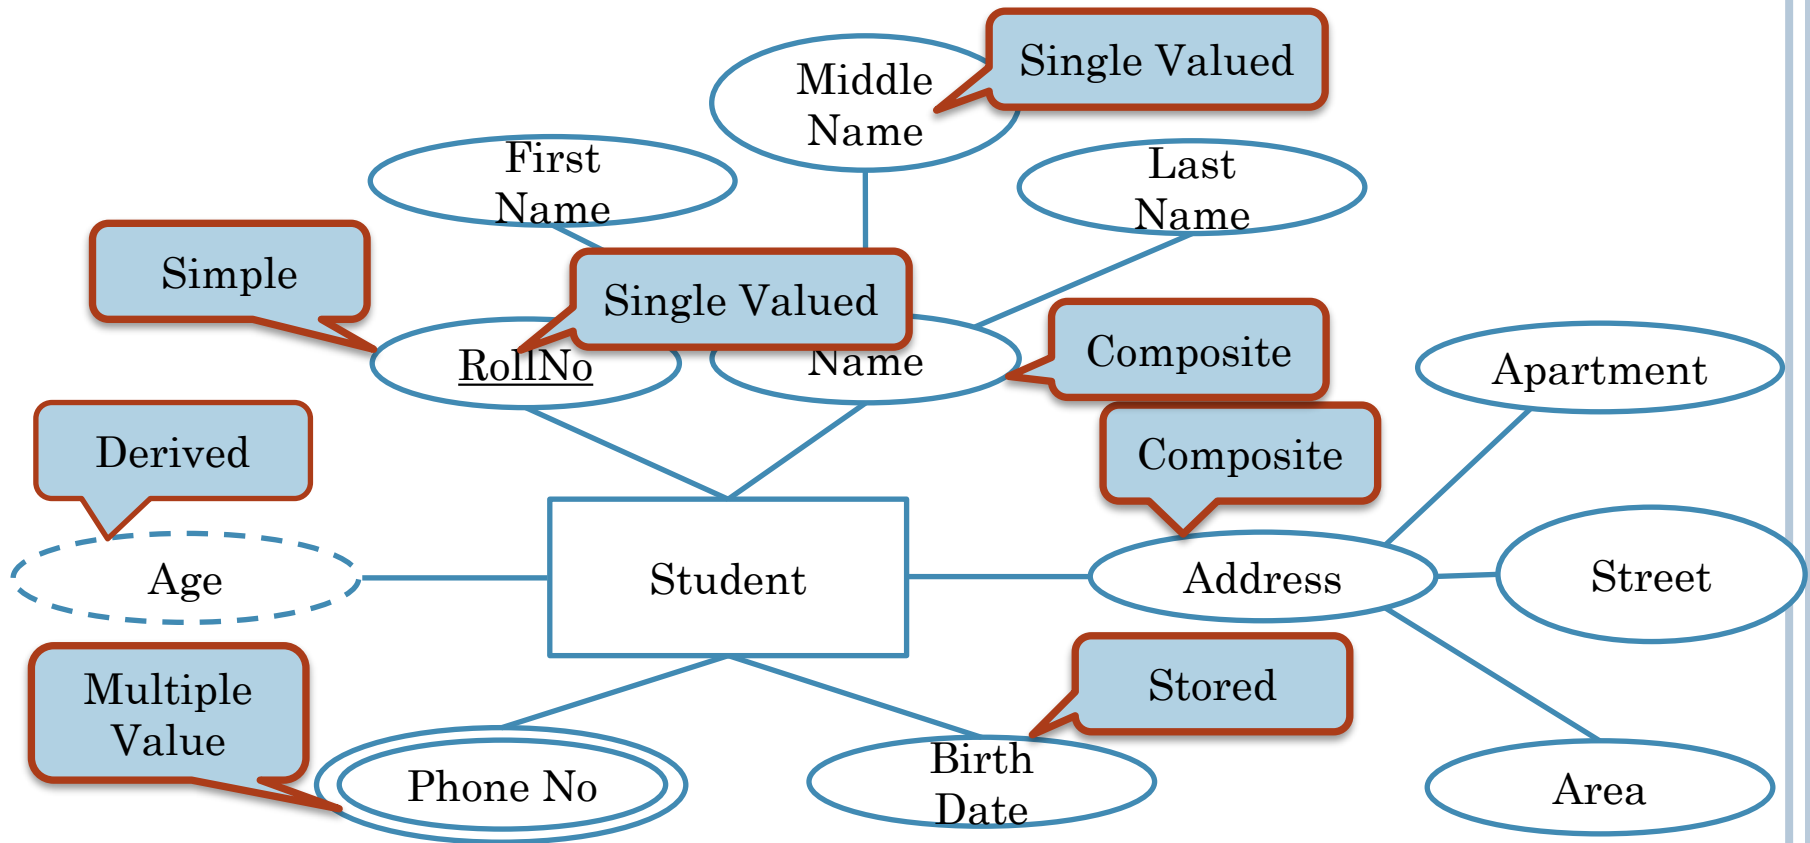 Middle
Name
Single Valued
First
Name
Last
Name
Simple
Single Valued
RollNo
Name
Composite
Apartment
Derived
Composite
Age
Student
Address
Street
Multiple
Value
Stored
Phone No
Birth
Date
Area